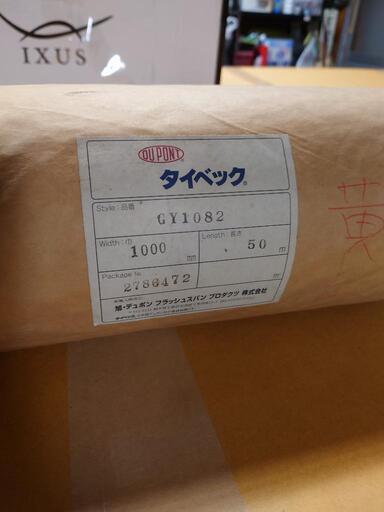 IXUS
DU PONT
タイベック®
Style:品番 GY1082
Width:巾 1000 mm
Length:長さ 50 m
Package № 2786472
m
旭・デュポン フラッシュスパン プロダクツ 株式会社
黄